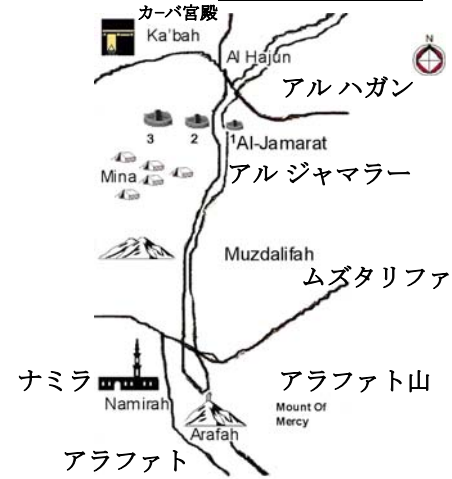 カーバ宮殿
Ka'bah
N
Al Hajun
アル ハガン
3 2 1
Al-Jamarat
Mina
アル ジャマラー
Muzdalifah
ムズタリファ
ナミラ
アラファト山
Namirah
Mount Of
Mercy
Arafah
アラファト